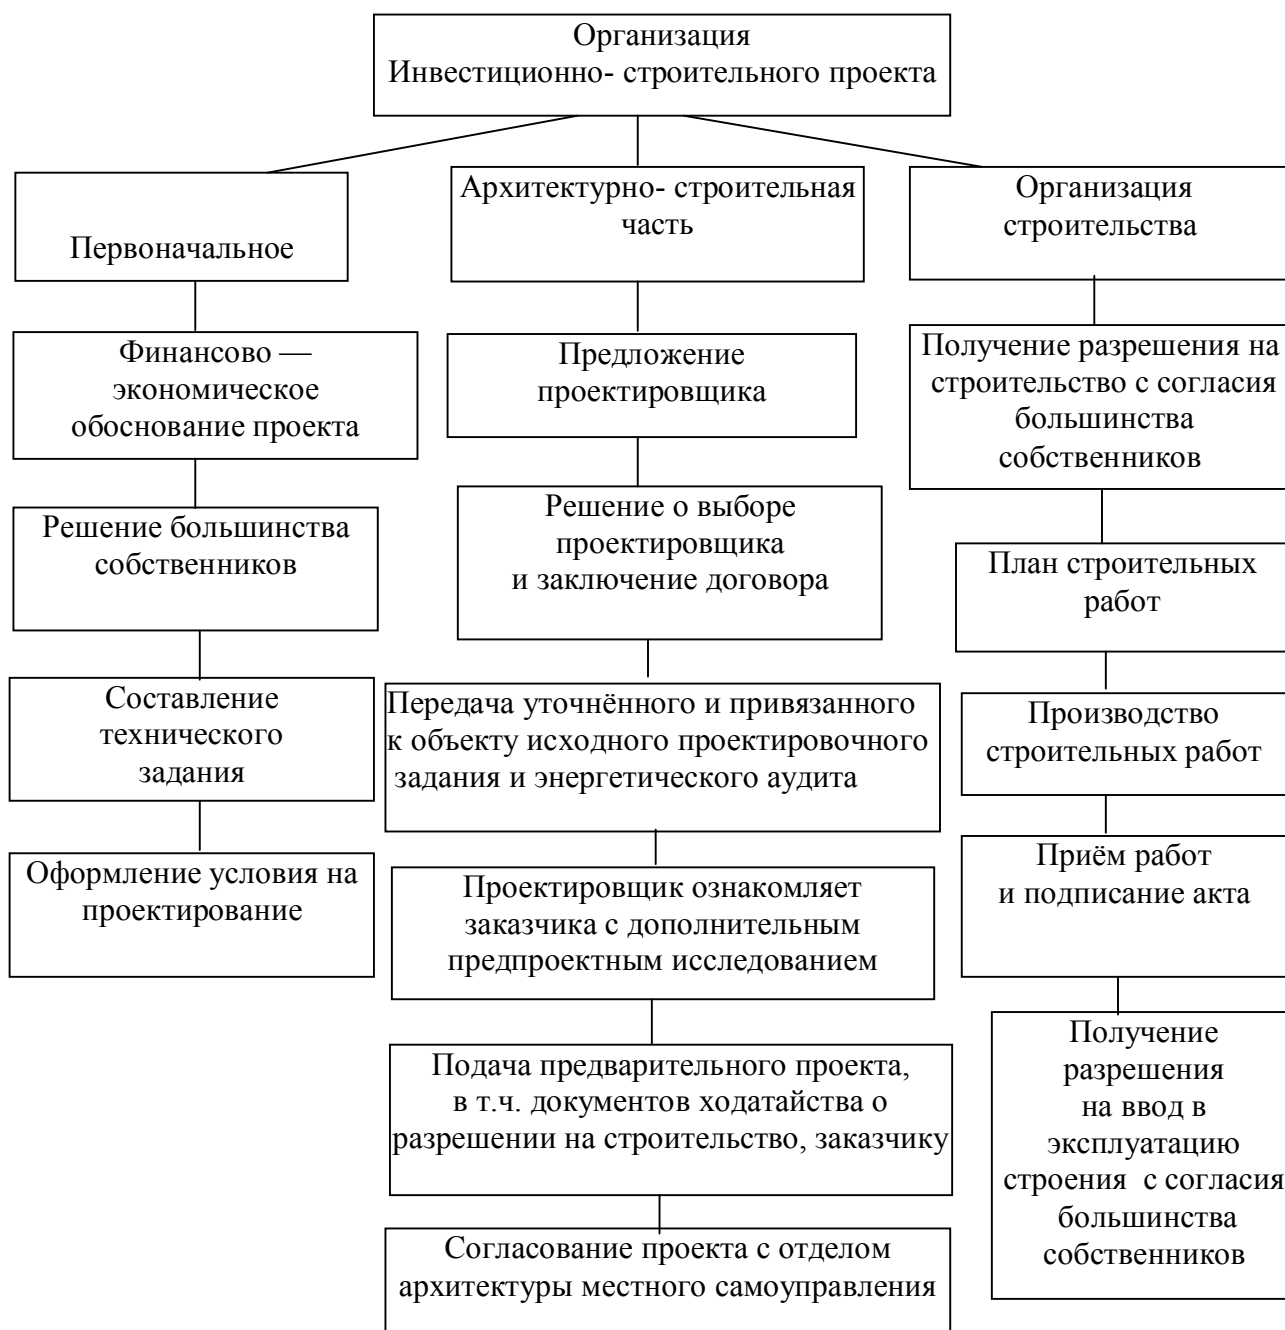 Организация
Инвестиционно- строительного проекта
Первоначальное
Финансово —
экономическое
обоснование проекта
Решение большинства
собственников
Составление
технического
задания
Оформление условия на
проектирование
Архитектурно- строительная
часть
Предложение
проектировщика
Решение о выборе
проектировщика
и заключение договора
Передача уточнённого и привязанного
к объекту исходного проектировочного
задания и энергетического аудита
Проектировщик ознакомляет
заказчика с дополнительным
предпроектным исследованием
Подача предварительного проекта,
в т.ч. документов ходатайства о
разрешении на строительство, заказчику
Согласование проекта с отделом
архитектуры местного самоуправления
Организация
строительства
Получение разрешения на
строительство с согласия
большинства
собственников
План строительных
работ
Производство
строительных работ
Приём работ
и подписание акта
Получение
разрешения
на ввод в
эксплуатацию
строения с согласия
большинства
собственников